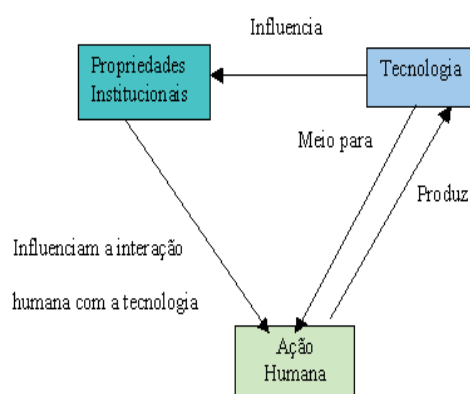 Influencia
Propriedades
Institucionais
Tecnologia
Meio para
Produz
Influenciam a interação
humana com a tecnologia
Ação
Humana